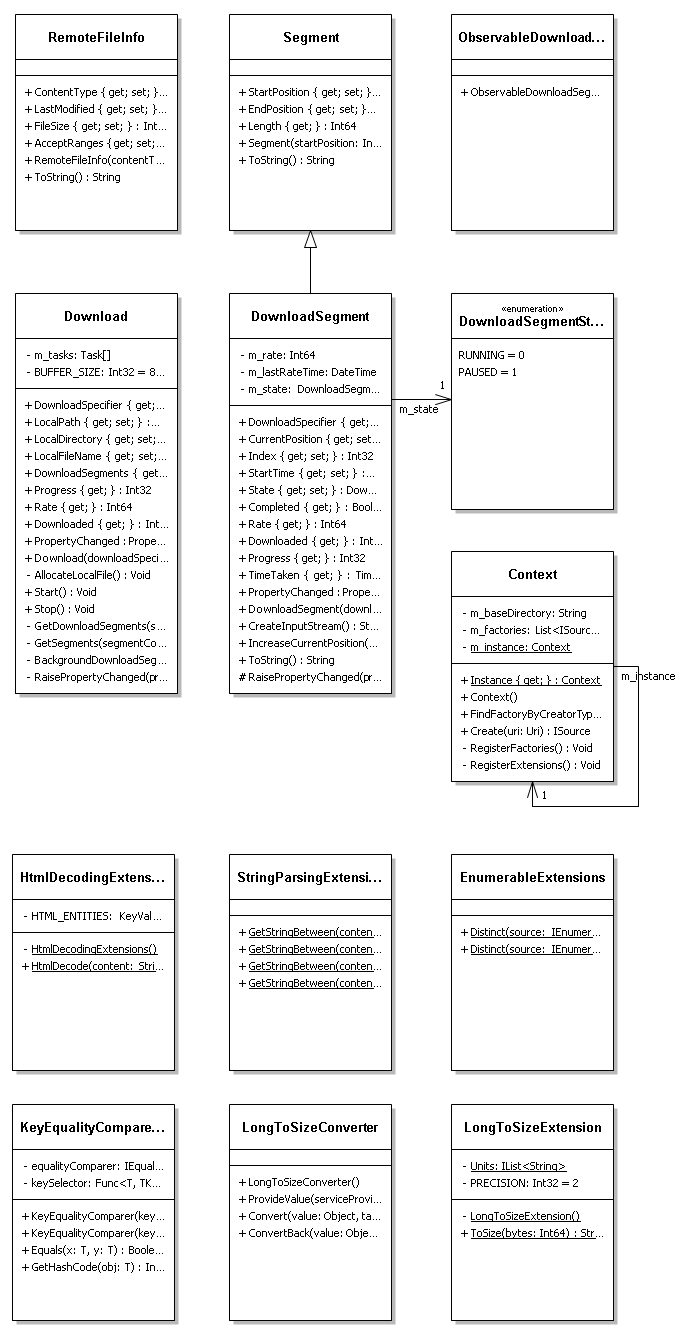 RemoteFileInfo
+ ContentType { get; set; }...
+ LastModified { get; set; }...
+ FileSize { get; set; } : Int...
+ AcceptRanges { get; set;...
+ RemoteFileInfo(contentT...
+ ToString() : String
Segment
+ StartPosition { get; set; }...
+ EndPosition { get; set; }...
+ Length { get; } : Int64
+ Segment(startPosition: In...
+ ToString() : String
ObservableDownload...
+ ObservableDownloadSeg...
Download
- m_tasks: Task[]
- BUFFER_SIZE: Int32 = 8...
+ DownloadSpecifier { get;...
+ LocalPath { get; set; } :...
+ LocalDirectory { get; set;...
+ LocalFileName { get; set;...
+ DownloadSegments { get...
+ Progress { get; } : Int32
+ Rate { get; } : Int64
+ Downloaded { get; } : Int...
+ PropertyChanged : Prope...
+ Download(downloadSpeci...
- AllocateLocalFile() : Void
+ Start() : Void
+ Stop() : Void
- GetDownloadSegments(s...
- GetSegments(segmentCo...
- BackgroundDownloadSeg...
- RaisePropertyChanged(pr...
DownloadSegment
- m_rate: Int64
- m_lastRateTime: DateTime
- m_state: DownloadSegm...
+ DownloadSpecifier { get;...
+ CurrentPosition { get; set...
+ Index { get; set; } : Int32
+ StartTime { get; set; } :...
+ State { get; set; } : Dow...
+ Completed { get; } : Bool...
+ Rate { get; } : Int64
+ Downloaded { get; } : Int...
+ Progress { get; } : Int32
+ TimeTaken { get; } : Tim...
+ PropertyChanged : Prope...
+ DownloadSegment(downl...
+ CreateInputStream() : St...
+ IncreaseCurrentPosition(...
+ ToString() : String
# RaisePropertyChanged(pr...
1
m_state
«enumeration»
DownloadSegmentSt...
RUNNING = 0
PAUSED = 1
Context
- m_baseDirectory: String
- m_factories: List<ISourc...
- m_instance: Context
+ Instance { get; } : Context
+ Context()
+ FindFactoryByCreatorTyp...
+ Create(uri: Uri) : ISource
- RegisterFactories() : Void
- RegisterExtensions() : Void
m_instance
1
HtmlDecodingExtens...
- HTML_ENTITIES: KeyVal...
- HtmlDecodingExtensions()
+ HtmlDecode(content: Stri...
StringParsingExtensi...
+ GetStringBetween(conten...
+ GetStringBetween(conten...
+ GetStringBetween(conten...
+ GetStringBetween(conten...
EnumerableExtensions
+ Distinct(source: IEnumer...
+ Distinct(source: IEnumer...
KeyEqualityCompare...
- equalityComparer: IEqual...
- keySelector: Func<T, TK...
+ KeyEqualityComparer(key...
+ KeyEqualityComparer(key...
+ Equals(x: T, y: T) : Boole...
+ GetHashCode(obj: T) : In...
LongToSizeConverter
+ LongToSizeConverter()
+ ProvideValue(serviceProvi...
+ Convert(value: Object, ta...
+ ConvertBack(value: Obje...
LongToSizeExtension
- Units: IList<String>
- PRECISION: Int32 = 2
- LongToSizeExtension()
+ ToSize(bytes: Int64) : Str...